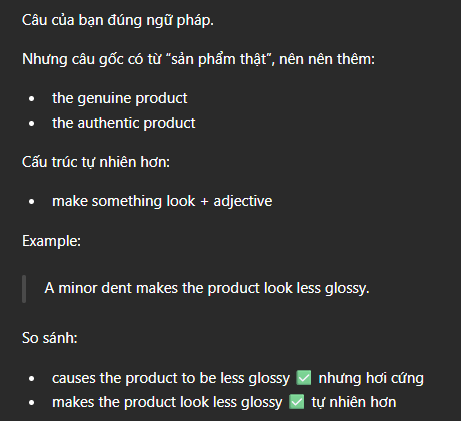 Câu của bạn đúng ngữ pháp.
Nhưng câu gốc có từ “sản phẩm thật”, nên nên thêm:
• the genuine product
• the authentic product
Cấu trúc tự nhiên hơn:
• make something look + adjective
Example:
A minor dent makes the product look less glossy.
So sánh:
• causes the product to be less glossy ✅ nhưng hơi cứng
• makes the product look less glossy ✅ tự nhiên hơn